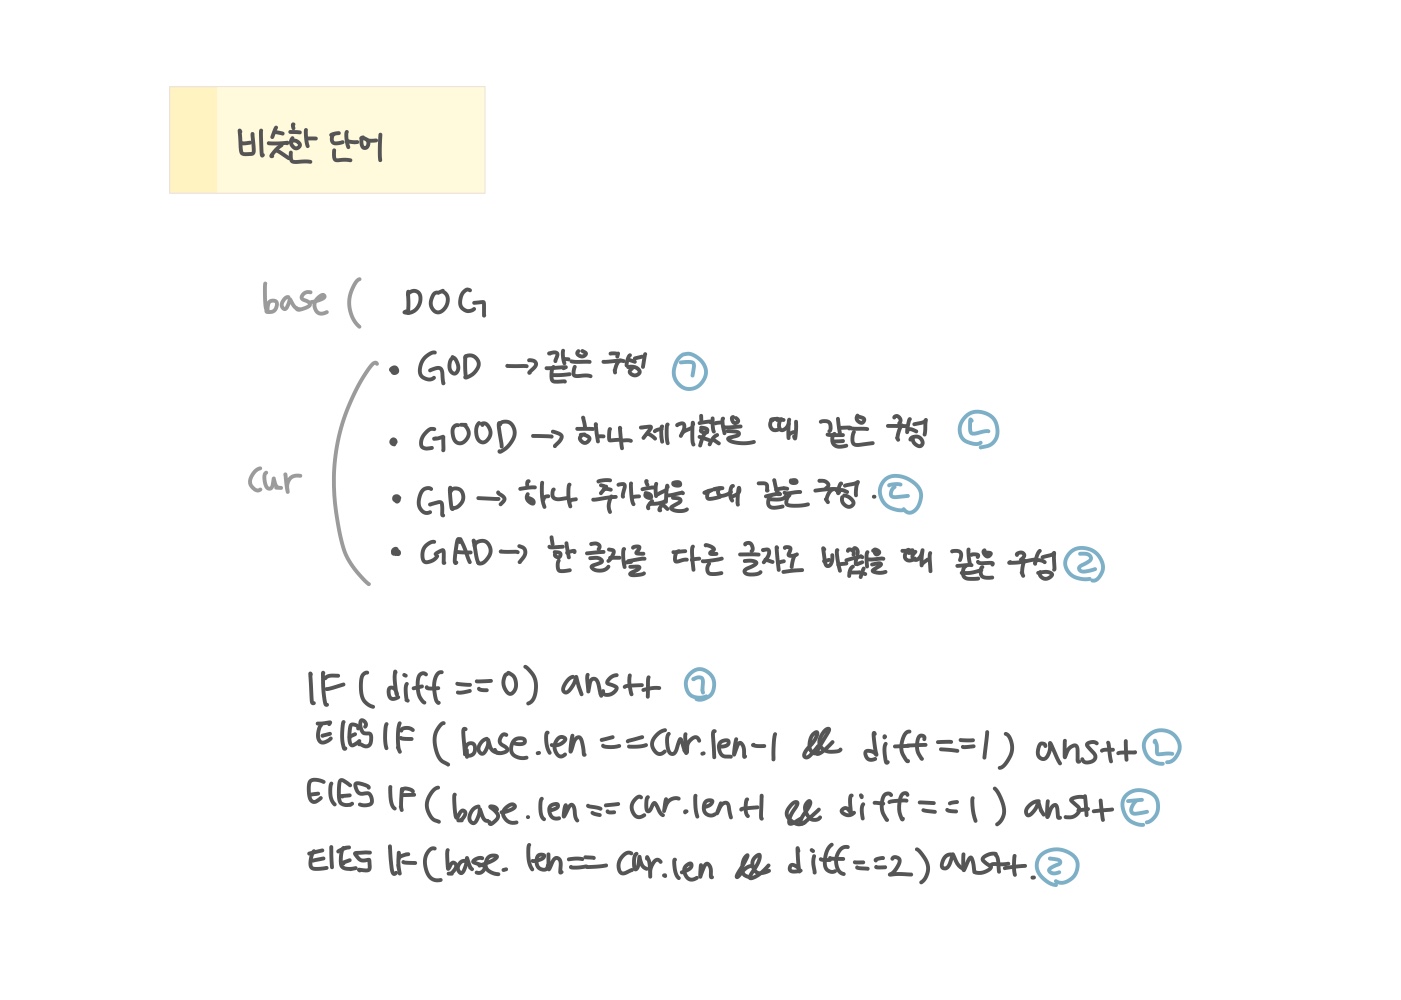 비슷한 단어
base ( DOG
• GOD → 같은 구성 ㄱ
• GOOD → 하나 제거했을 때 같은 구성 ㄴ
cur
• GD → 하나 추가했을 때 같은 구성. ㄷ
• GAD → 한 글자를 다른 글자로 바꿨을 때 같은 구성 ㄹ
IF ( diff == 0 ) ans++ ㄱ
ElES IF ( base.len == cur.len-1 && diff == 1 ) ans++ ㄴ
ElES IF ( base.len == cur.len+1 && diff == 1 ) ans++ ㄷ
ElES IF ( base.len == cur.len && diff == 2 ) ans++. ㄹ